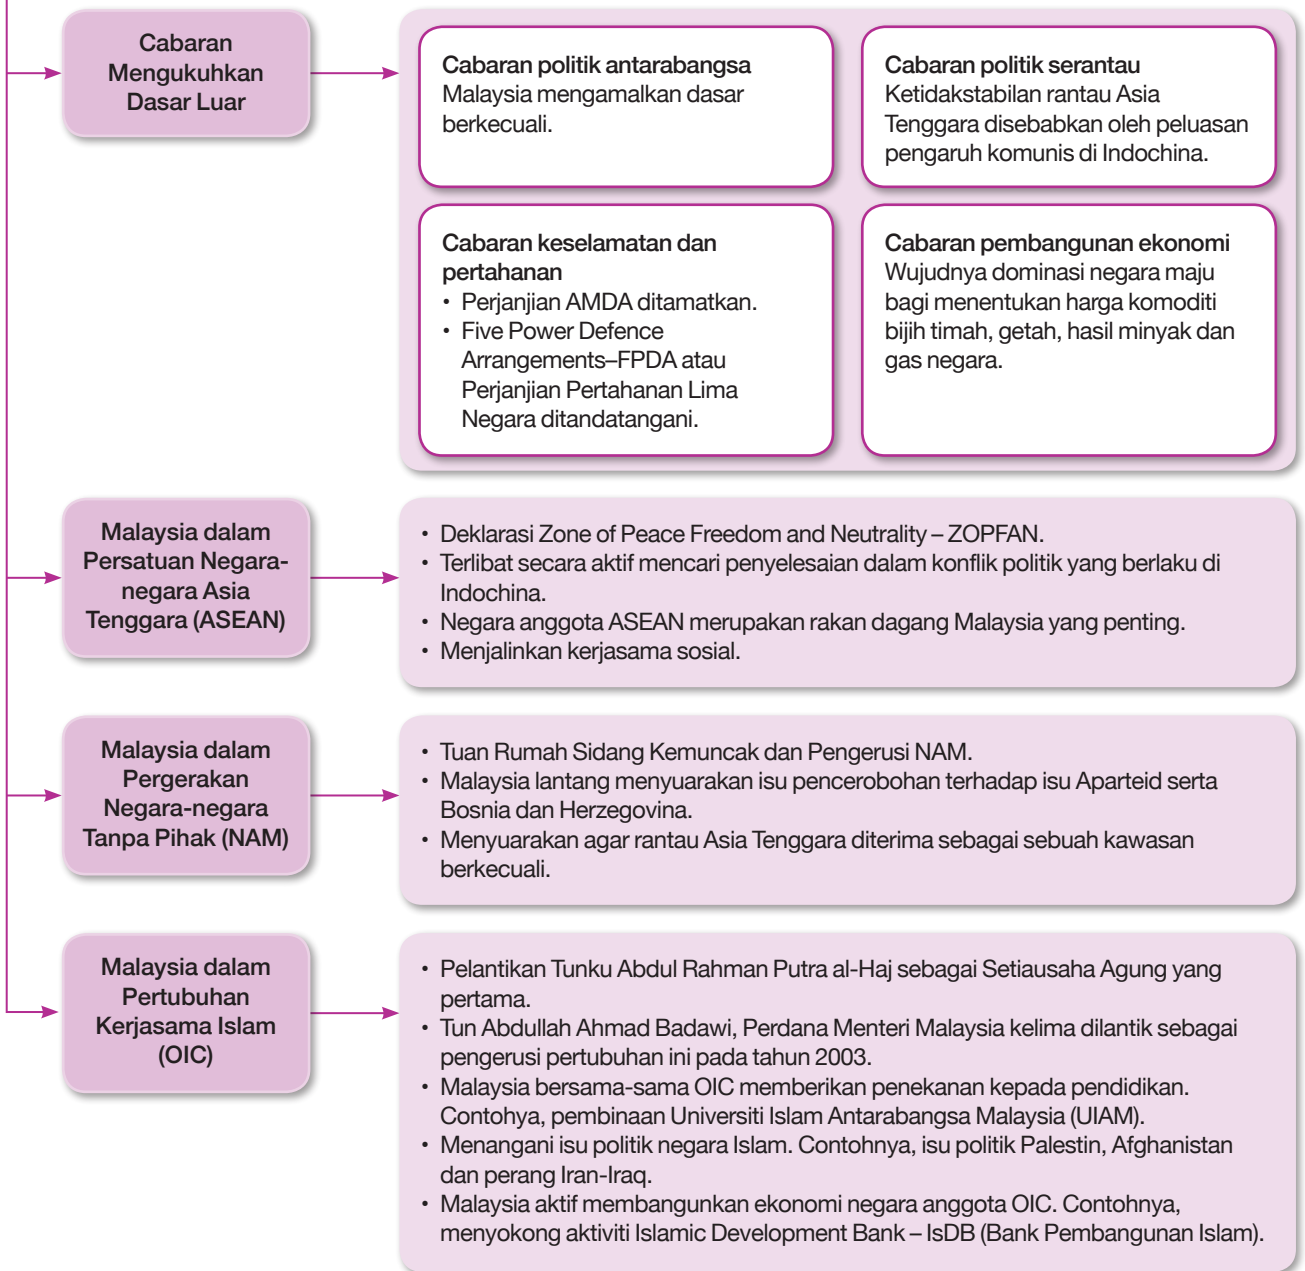 Cabaran
Mengukuhkan
Dasar Luar
Cabaran politik antarabangsa
Malaysia mengamalkan dasar
berkecuali.
Cabaran politik serantau
Ketidakstabilan rantau Asia
Tenggara disebabkan oleh peluasan
pengaruh komunis di Indochina.
Cabaran keselamatan dan
pertahanan
• Perjanjian AMDA ditamatkan.
• Five Power Defence
Arrangements–FPDA atau
Perjanjian Pertahanan Lima
Negara ditandatangani.
Cabaran pembangunan ekonomi
Wujudnya dominasi negara maju
bagi menentukan harga komoditi
bijih timah, getah, hasil minyak dan
gas negara.
Malaysia dalam
Persatuan Negara-
negara Asia
Tenggara (ASEAN)
• Deklarasi Zone of Peace Freedom and Neutrality – ZOPFAN.
• Terlibat secara aktif mencari penyelesaian dalam konflik politik yang berlaku di
Indochina.
• Negara anggota ASEAN merupakan rakan dagang Malaysia yang penting.
• Menjalinkan kerjasama sosial.
Malaysia dalam
Pergerakan
Negara-negara
Tanpa Pihak (NAM)
• Tuan Rumah Sidang Kemuncak dan Pengerusi NAM.
• Malaysia lantang menyuarakan isu pencerobohan terhadap isu Aparteid serta
Bosnia dan Herzegovina.
• Menyuarakan agar rantau Asia Tenggara diterima sebagai sebuah kawasan
berkecuali.
Malaysia dalam
Pertubuhan
Kerjasama Islam
(OIC)
• Pelantikan Tunku Abdul Rahman Putra al-Haj sebagai Setiausaha Agung yang
pertama.
• Tun Abdullah Ahmad Badawi, Perdana Menteri Malaysia kelima dilantik sebagai
pengerusi pertubuhan ini pada tahun 2003.
• Malaysia bersama-sama OIC memberikan penekanan kepada pendidikan.
Contohya, pembinaan Universiti Islam Antarabangsa Malaysia (UIAM).
• Menangani isu politik negara Islam. Contohnya, isu politik Palestin, Afghanistan
dan perang Iran-Iraq.
• Malaysia aktif membangunkan ekonomi negara anggota OIC. Contohnya,
menyokong aktiviti Islamic Development Bank – IsDB (Bank Pembangunan Islam).